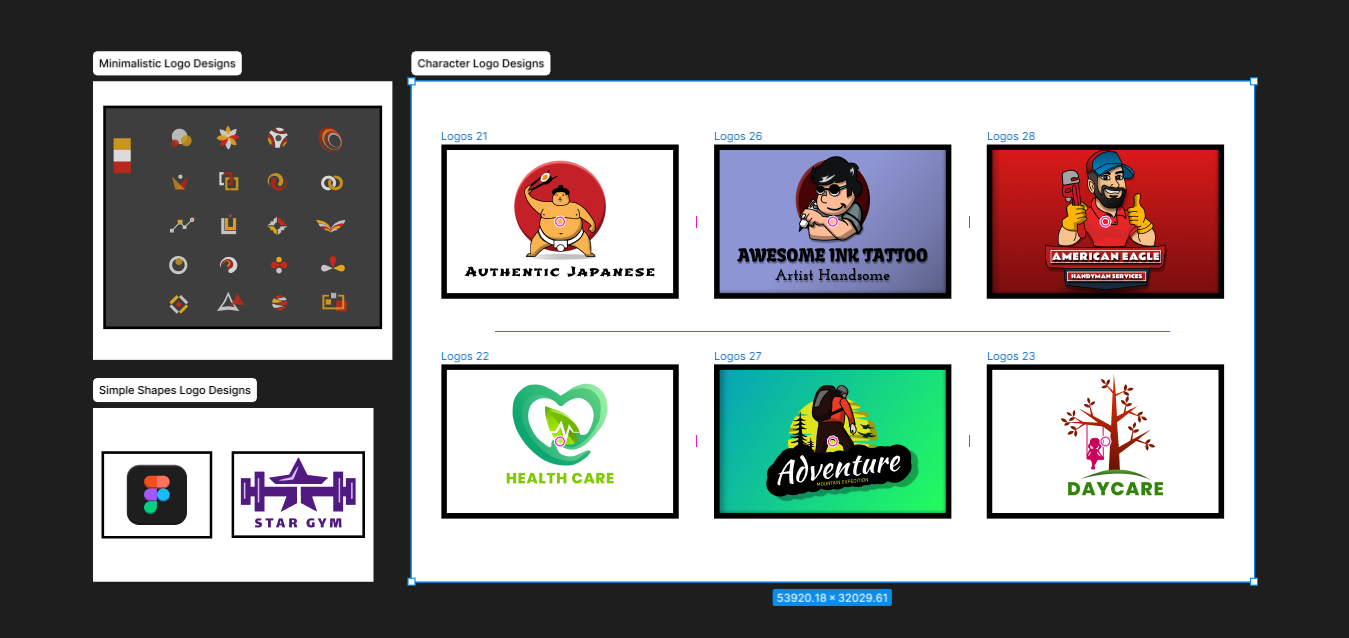 Minimalistic Logo Designs
Character Logo Designs
Logos 21
Logos 26
Logos 28
AUTHENTIC JAPANESE
AWESOME INK TATTOO
Artist Handsome
AMERICAN EAGLE
HANDYMAN SERVICES
Simple Shapes Logo Designs
STAR GYM
Logos 22
Logos 27
Logos 23
HEALTH CARE
Adventure
MOUNTAIN EXPEDITION
DAYCARE
53920.18 × 32029.61